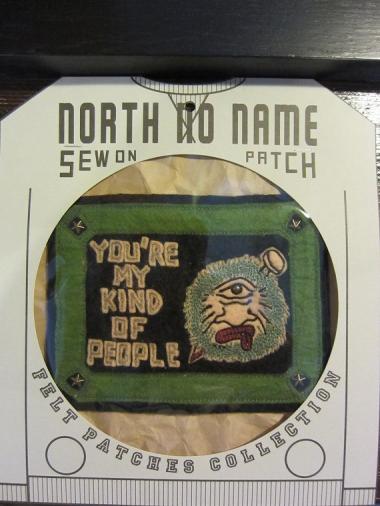 NORTH NO NAME
SEW ON PATCH
YOU'RE
MY
KIND
OF
PEOPLE
FELT PATCHES COLLECTION